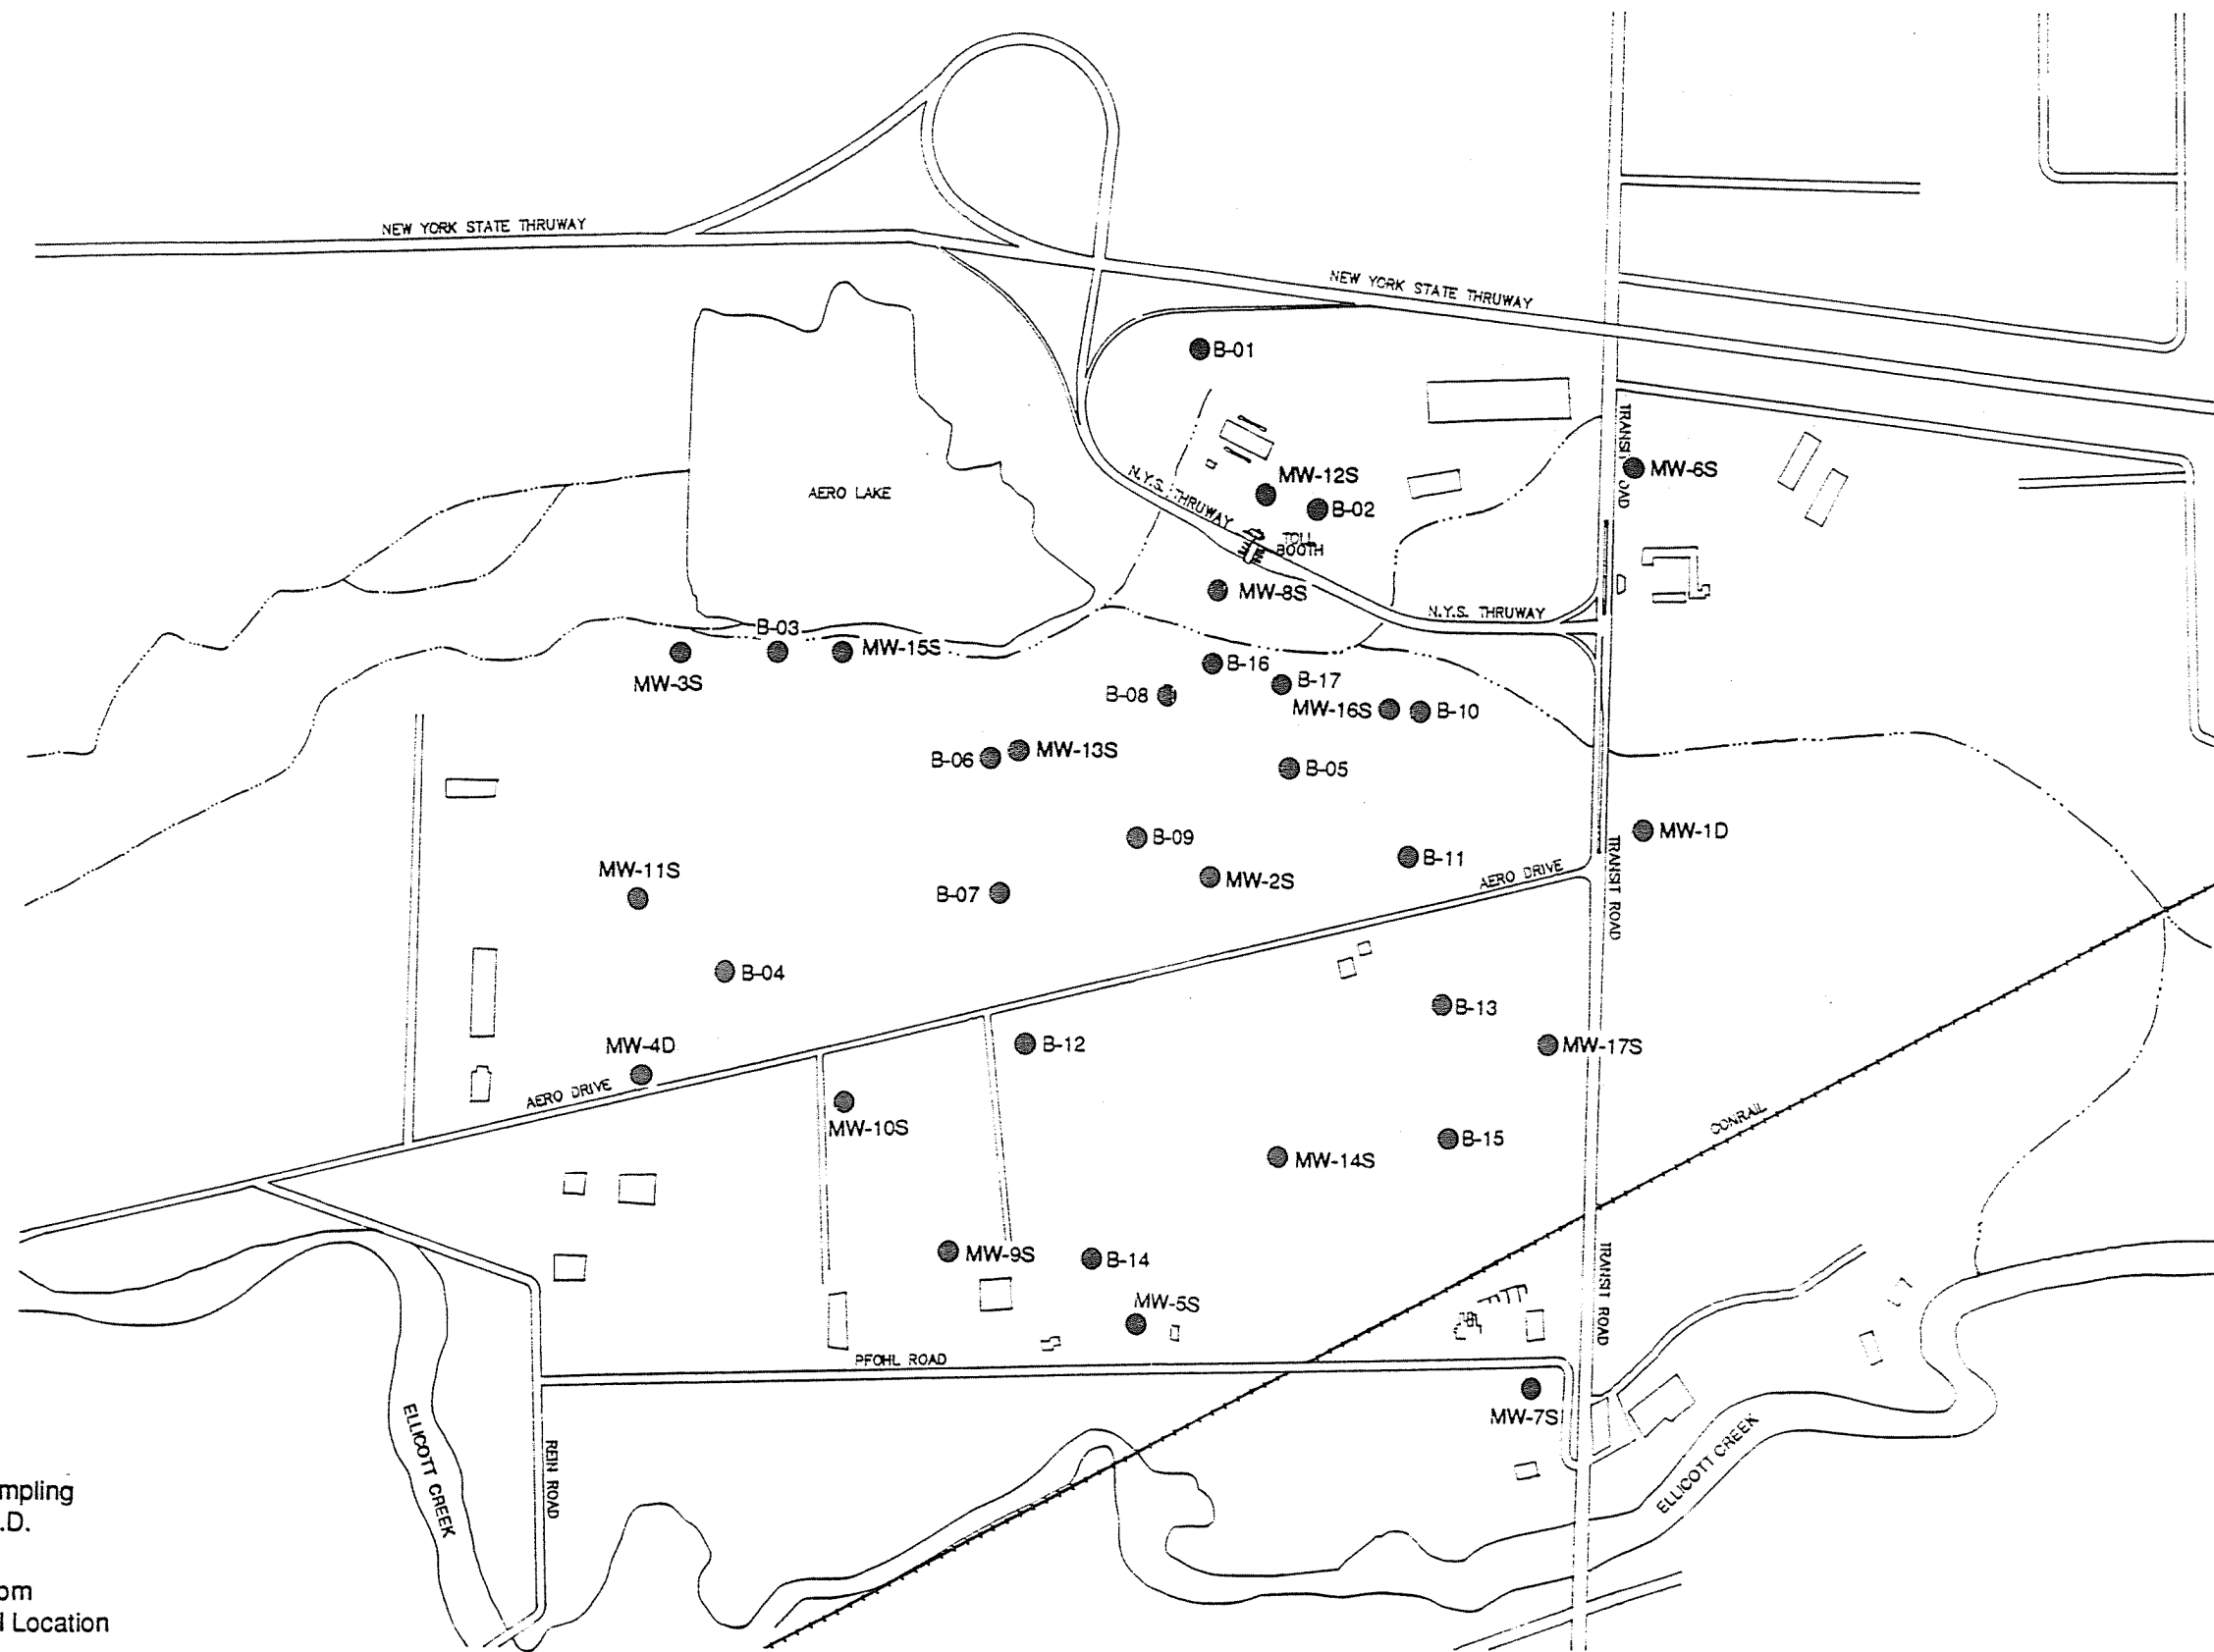 NEW YORK STATE THRUWAY
NEW YORK STATE THRUWAY
B-01
TRANSIT ROAD
MW-6S
MW-12S
AERO LAKE
N.Y.S. THRUWAY
B-02
TOLL
BOOTH
MW-8S
N.Y.S. THRUWAY
B-03
MW-15S
MW-3S
B-16
B-17
B-08
MW-16S
B-10
MW-13S
B-06
B-05
MW-1D
B-09
B-11
TRANSIT ROAD
MW-11S
MW-2S
AERO DRIVE
B-07
B-04
B-13
MW-4D
B-12
MW-17S
AERO DRIVE
CONRAIL
MW-10S
B-15
MW-14S
MW-9S
B-14
TRANSIT ROAD
MW-5S
PFOHL ROAD
MW-7S
ELLICOTT CREEK
REIN ROAD
ELLICOTT CREEK
mpling
.D.
om
l Location